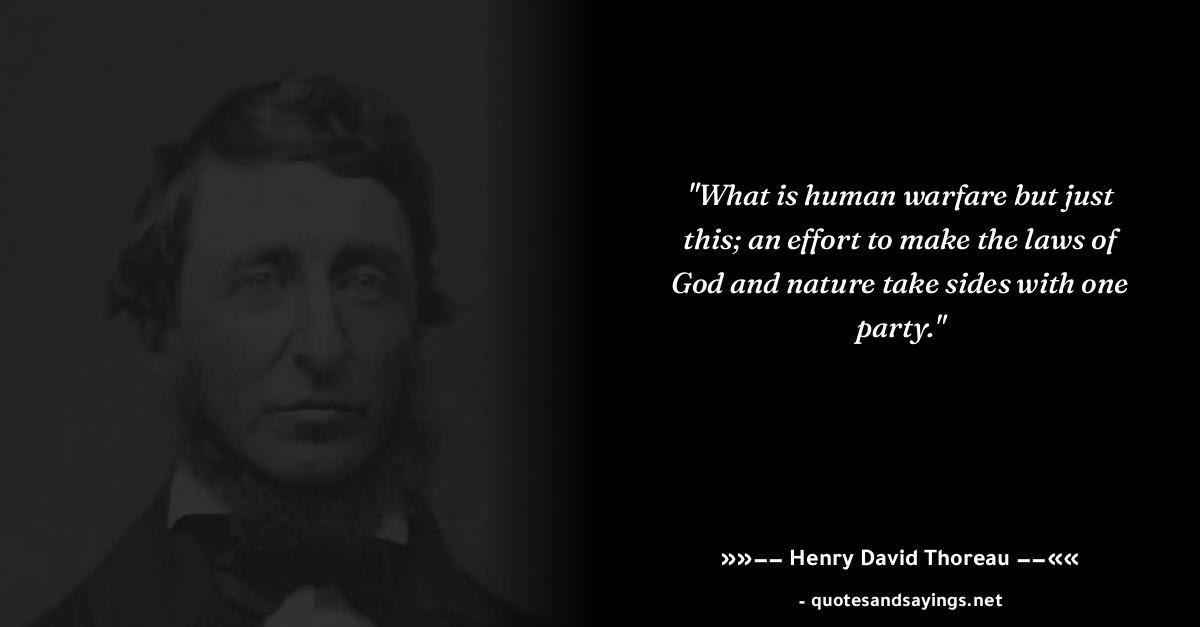 "What is human warfare but just
this; an effort to make the laws of
God and nature take sides with one
party."
»»−− Henry David Thoreau −−««
- quotesandsayings.net